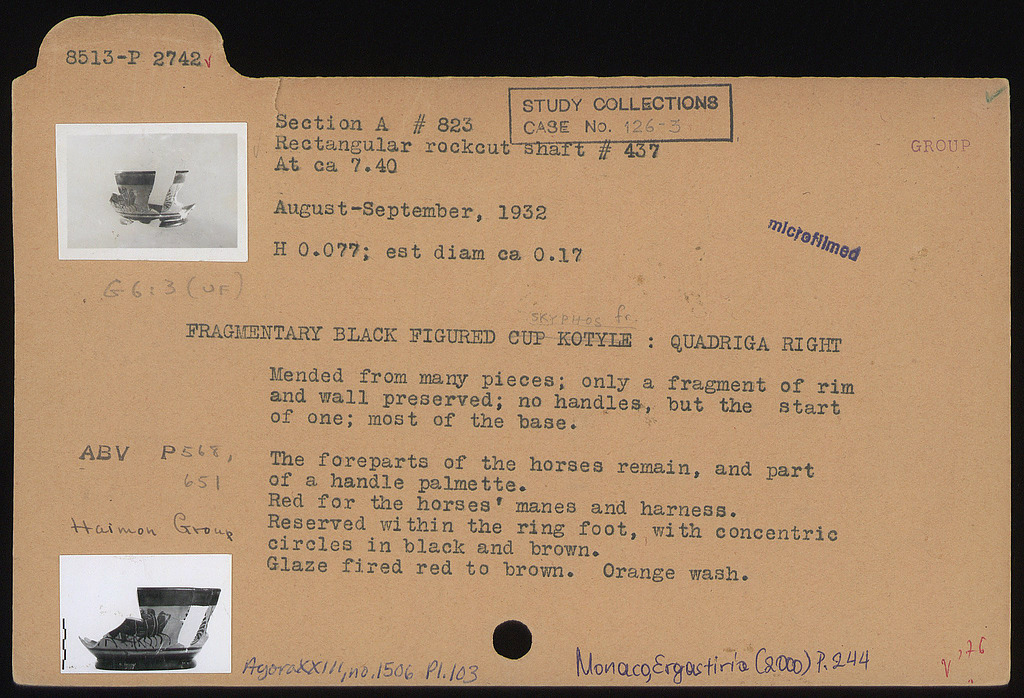 8513-P 2742 ✓
STUDY COLLECTIONS
CASE No. 126-3
Section A # 823
Rectangular rockcut shaft # 437
At ca 7.40
GROUP
August-September, 1932
microfilmed
H 0.077; est diam ca 0.17
G 6:3 (UF)
SKYPHOS fr.
FRAGMENTARY BLACK FIGURED CUP KOTYLE : QUADRIGA RIGHT
Mended from many pieces; only a fragment of rim
and wall preserved; no handles, but the start
of one; most of the base.
ABV P 568,
651
The foreparts of the horses remain, and part
of a handle palmette.
Red for the horses' manes and harness.
Haimon Group
Reserved within the ring foot, with concentric
circles in black and brown.
Glaze fired red to brown. Orange wash.
Agora XXIII, no. 1506 Pl. 103
Monaco, Ergastiria (2000) P. 244
✓ '76